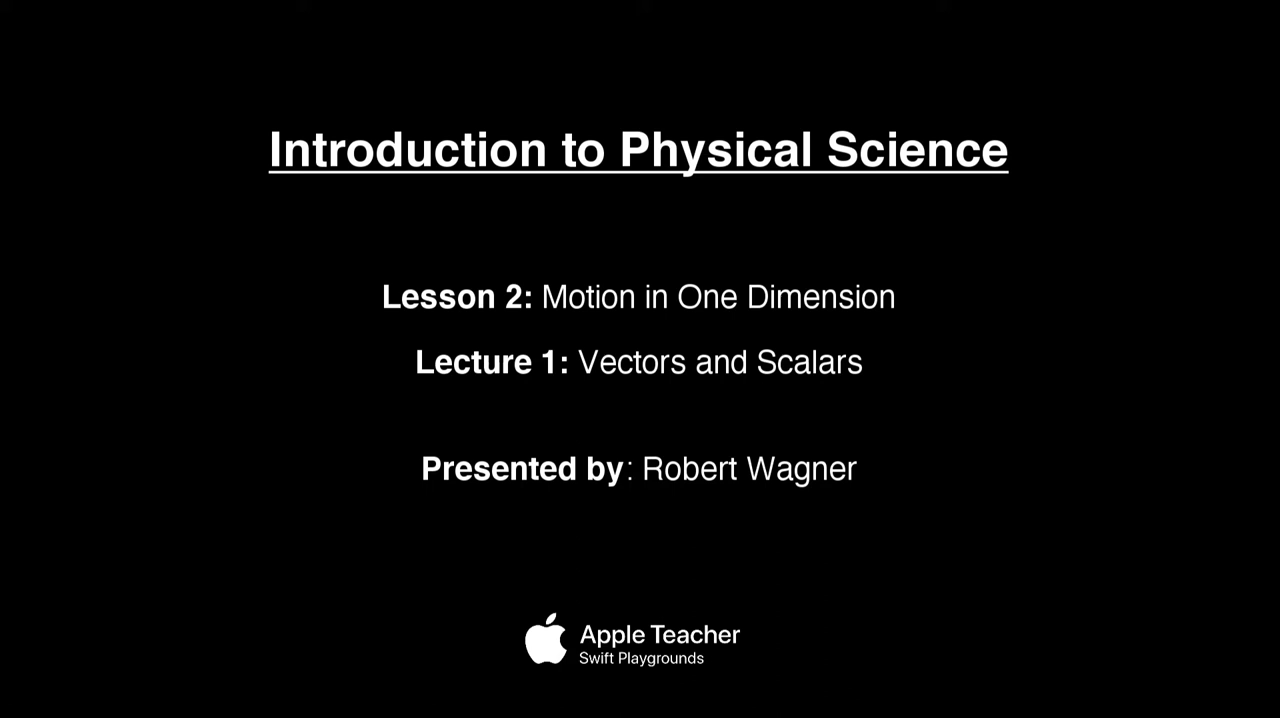 Introduction to Physical Science
Lesson 2: Motion in One Dimension
Lecture 1: Vectors and Scalars
Presented by: Robert Wagner
Apple Teacher
Swift Playgrounds